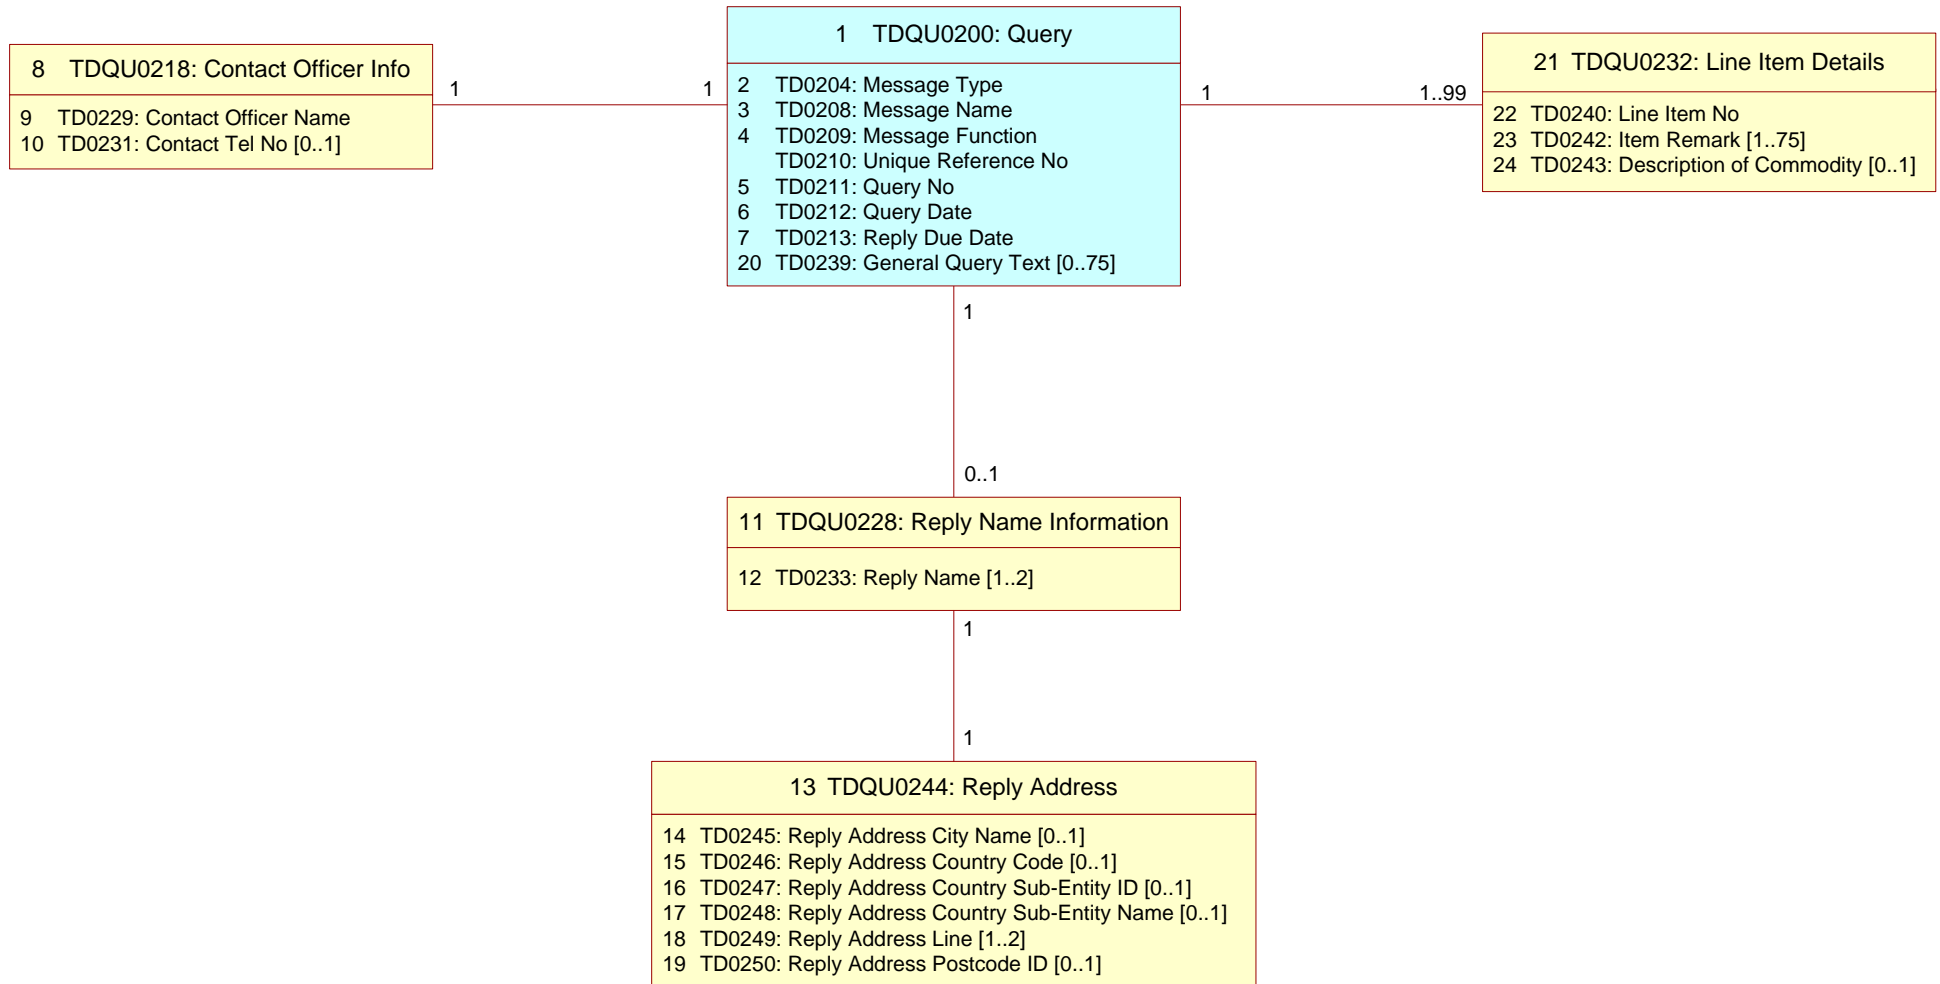 8 TDQU0218: Contact Officer Info
9 TD0229: Contact Officer Name
10 TD0231: Contact Tel No [0..1]
1
1
1 TDQU0200: Query
2 TD0204: Message Type
3 TD0208: Message Name
4 TD0209: Message Function
TD0210: Unique Reference No
5 TD0211: Query No
6 TD0212: Query Date
7 TD0213: Reply Due Date
20 TD0239: General Query Text [0..75]
1
1..99
21 TDQU0232: Line Item Details
22 TD0240: Line Item No
23 TD0242: Item Remark [1..75]
24 TD0243: Description of Commodity [0..1]
1
0..1
11 TDQU0228: Reply Name Information
12 TD0233: Reply Name [1..2]
1
1
13 TDQU0244: Reply Address
14 TD0245: Reply Address City Name [0..1]
15 TD0246: Reply Address Country Code [0..1]
16 TD0247: Reply Address Country Sub-Entity ID [0..1]
17 TD0248: Reply Address Country Sub-Entity Name [0..1]
18 TD0249: Reply Address Line [1..2]
19 TD0250: Reply Address Postcode ID [0..1]